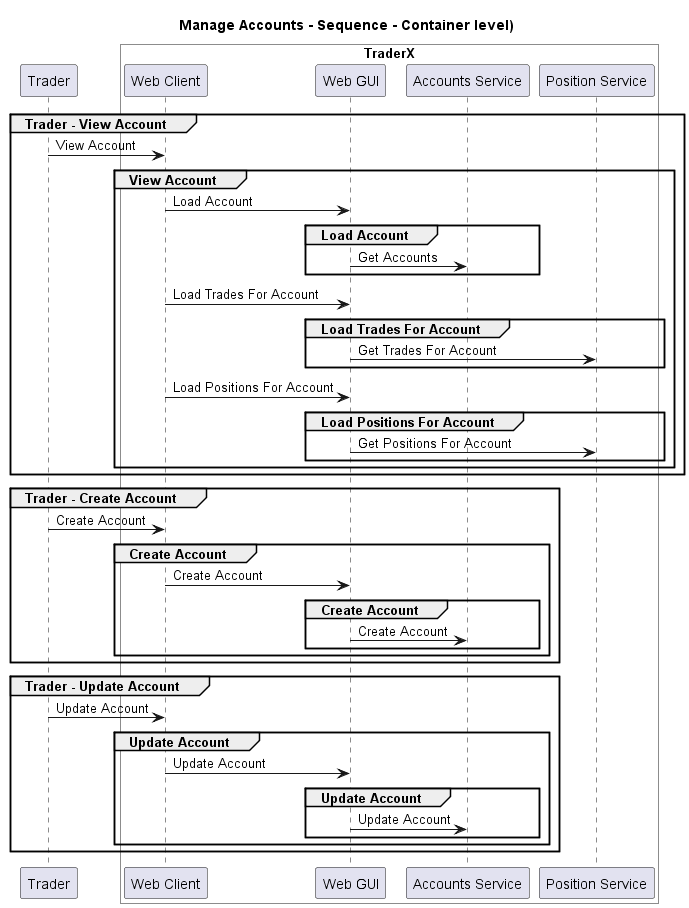 Manage Accounts - Sequence - Container level)
TraderX
Trader
Web Client
Web GUI
Accounts Service
Position Service
Trader - View Account
View Account
View Account
Load Account
Load Account
Get Accounts
Load Trades For Account
Load Trades For Account
Get Trades For Account
Load Positions For Account
Load Positions For Account
Get Positions For Account
Trader - Create Account
Create Account
Create Account
Create Account
Create Account
Create Account
Trader - Update Account
Update Account
Update Account
Update Account
Update Account
Update Account
Trader
Web Client
Web GUI
Accounts Service
Position Service